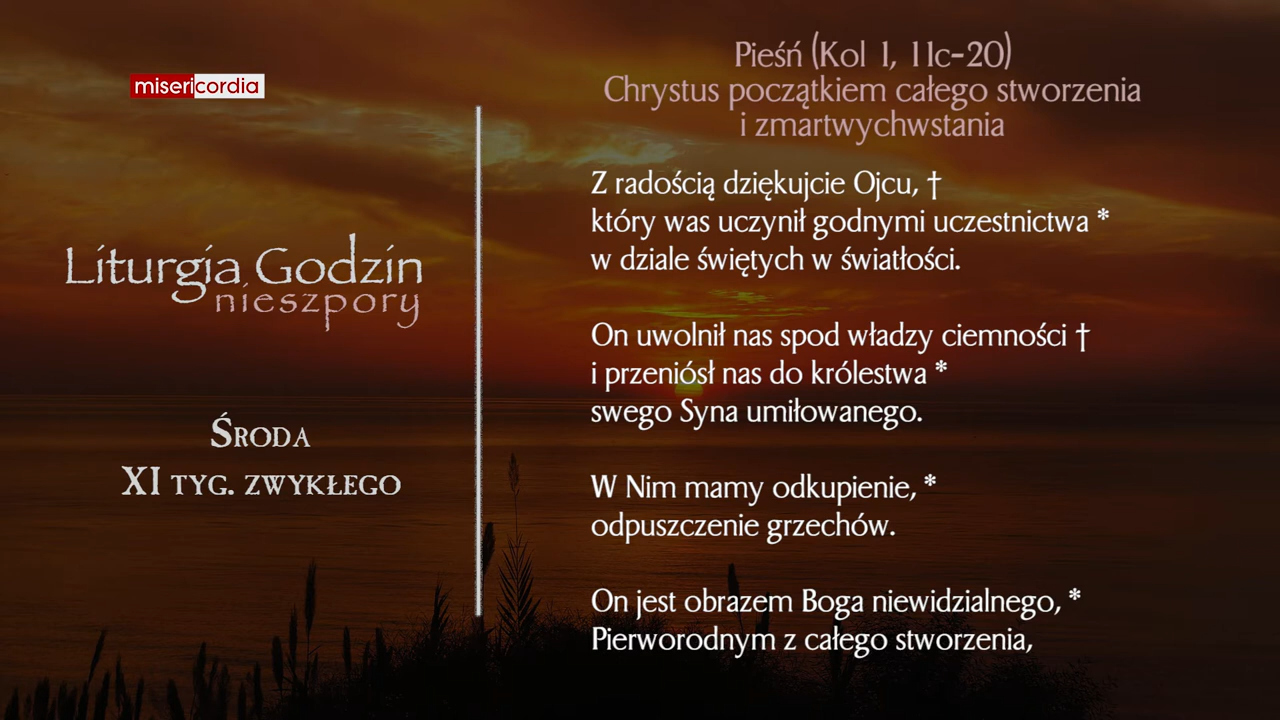 misericordia
Liturgia Godzin
nieszpory
Środa
XI tyg. zwykłego
Pieśń (Kol 1, 11c-20)
Chrystus początkiem całego stworzenia
i zmartwychwstania
Z radością dziękujcie Ojcu, †
który was uczynił godnymi uczestnictwa *
w dziale świętych w światłości.
On uwolnił nas spod władzy ciemności †
i przeniósł nas do królestwa *
swego Syna umiłowanego.
W Nim mamy odkupienie, *
odpuszczenie grzechów.
On jest obrazem Boga niewidzialnego, *
Pierworodnym z całego stworzenia,